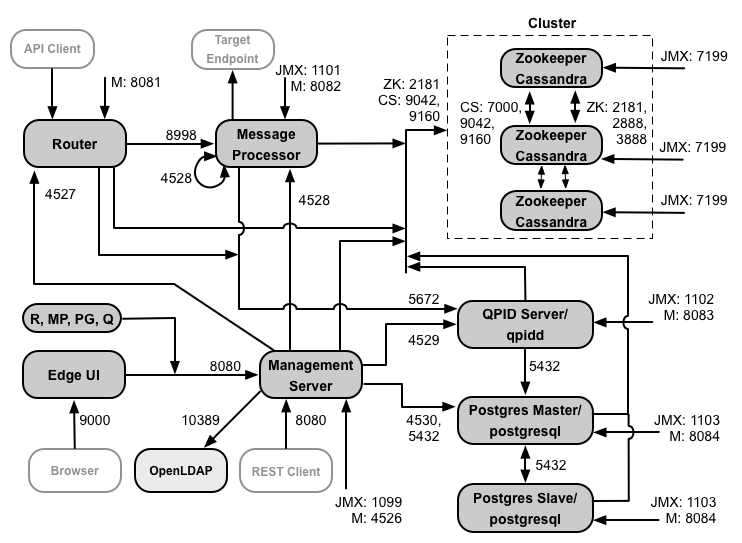 Cluster
API Client
Target
Endpoint
M: 8081
JMX: 1101
M: 8082
ZK: 2181
CS: 9042,
9160
Zookeeper
Cassandra
JMX: 7199
CS: 7000,
9042,
9160
ZK: 2181,
2888,
3888
Router
8998
Message
Processor
Zookeeper
Cassandra
JMX: 7199
4528
4527
4528
Zookeeper
Cassandra
JMX: 7199
R, MP, PG, Q
5672
QPID Server/
qpidd
JMX: 1102
M: 8083
4529
Edge UI
8080
Management
Server
5432
9000
10389
8080
4530,
5432
Postgres Master/
postgresql
JMX: 1103
M: 8084
Browser
OpenLDAP
REST Client
5432
JMX: 1099
M: 4526
Postgres Slave/
postgresql
JMX: 1103
M: 8084